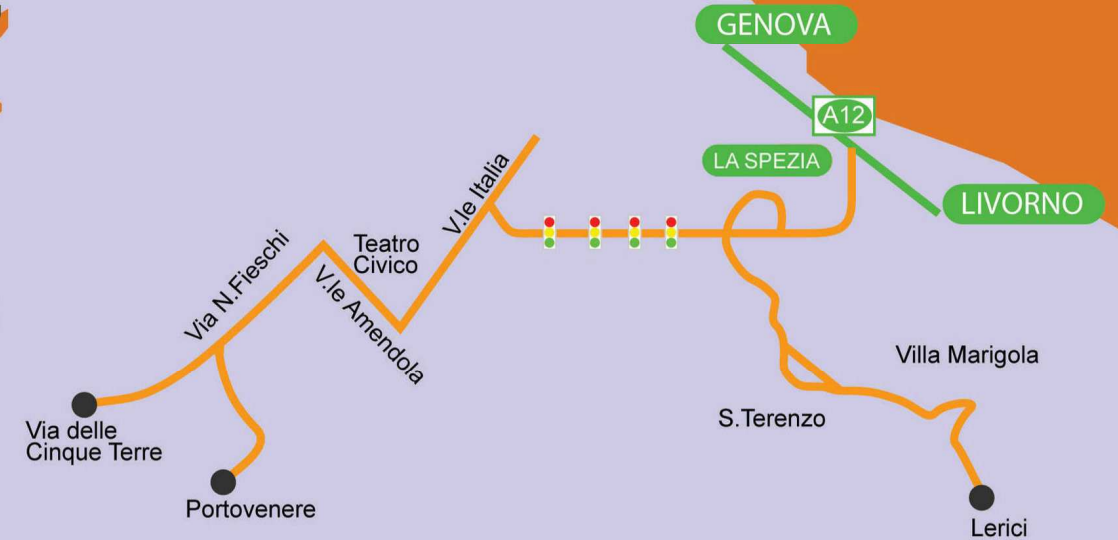 GENOVA
A12
LA SPEZIA
LIVORNO
V.le Italia
Teatro
Civico
Via N.Fieschi
V.le Amendola
Villa Marigola
S.Terenzo
Via delle
Cinque Terre
Portovenere
Lerici